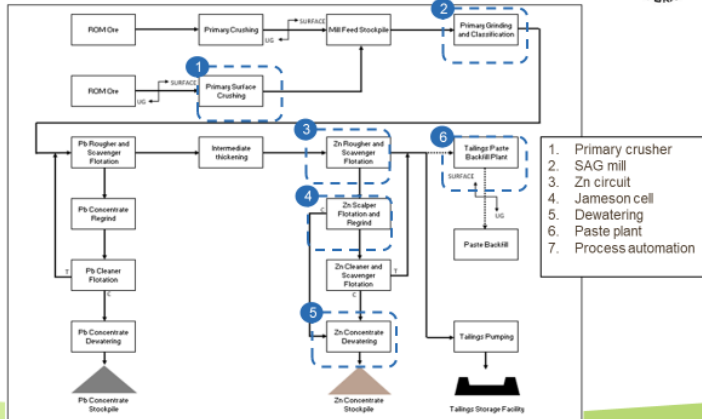 2
ROM Ore
Primary Crushing
SURFACE
UG
Mill Feed Stockpile
Primary Grinding
and Classification
1
ROM Ore
SURFACE
UG
Primary Surface
Crushing
3
6
Pb Rougher and
Scavenger
Flotation
Intermediate
thickening
Zn Rougher and
Scavenger
Flotation
Tailings Paste
Backfill Plant
SURFACE
UG
1. Primary crusher
2. SAG mill
3. Zn circuit
4. Jameson cell
5. Dewatering
6. Paste plant
7. Process automation
4
Pb Concentrate
Regrind
C
Zn Scalper
Flotation and
Regrind
Paste Backfill
T
Pb Cleaner
Flotation
Zn Cleaner and
Scavenger
Flotation
T
C
C
5
Pb Concentrate
Dewatering
Zn Concentrate
Dewatering
Tailings Pumping
Pb Concentrate
Stockpile
Zn Concentrate
Stockpile
Tailings Storage Facility